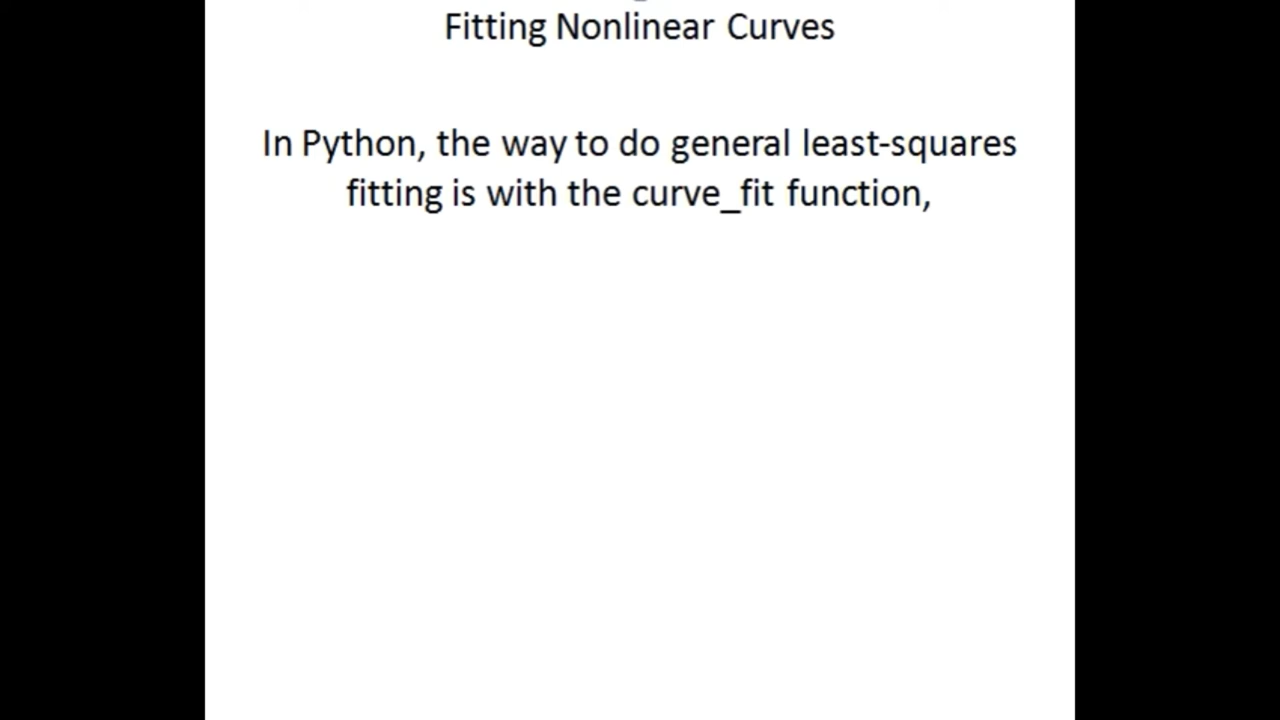 Fitting Nonlinear Curves
In Python, the way to do general least-squares
fitting is with the curve_fit function,